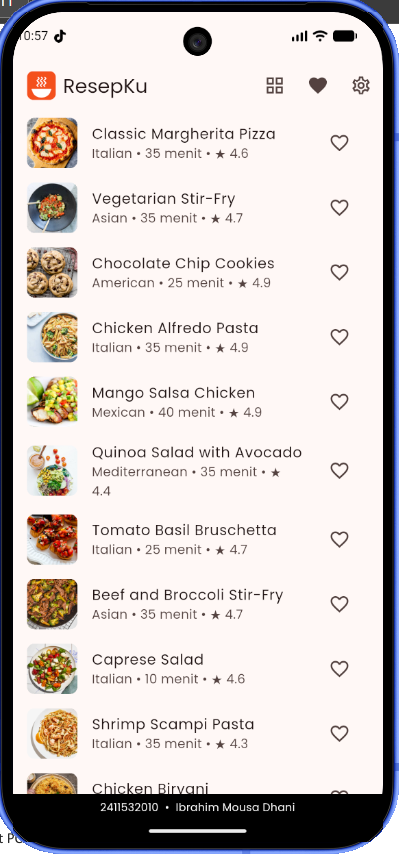 0:57
ResepKu
Classic Margherita Pizza
Italian • 35 menit • ★ 4.6
Vegetarian Stir-Fry
Asian • 35 menit • ★ 4.7
Chocolate Chip Cookies
American • 25 menit • ★ 4.9
Chicken Alfredo Pasta
Italian • 35 menit • ★ 4.9
Mango Salsa Chicken
Mexican • 40 menit • ★ 4.9
Quinoa Salad with Avocado
Mediterranean • 35 menit • ★
4.4
Tomato Basil Bruschetta
Italian • 25 menit • ★ 4.7
Beef and Broccoli Stir-Fry
Asian • 35 menit • ★ 4.7
Caprese Salad
Italian • 10 menit • ★ 4.6
Shrimp Scampi Pasta
Italian • 35 menit • ★ 4.3
Chicken Biryani
2411532010 • Ibrahim Mousa Dhani